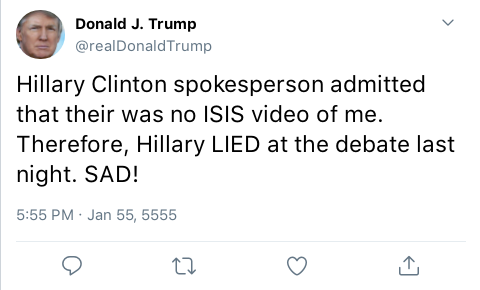 Donald J. Trump
@realDonaldTrump
Hillary Clinton spokesperson admitted
that their was no ISIS video of me.
Therefore, Hillary LIED at the debate last
night. SAD!
5:55 PM · Jan 55, 5555